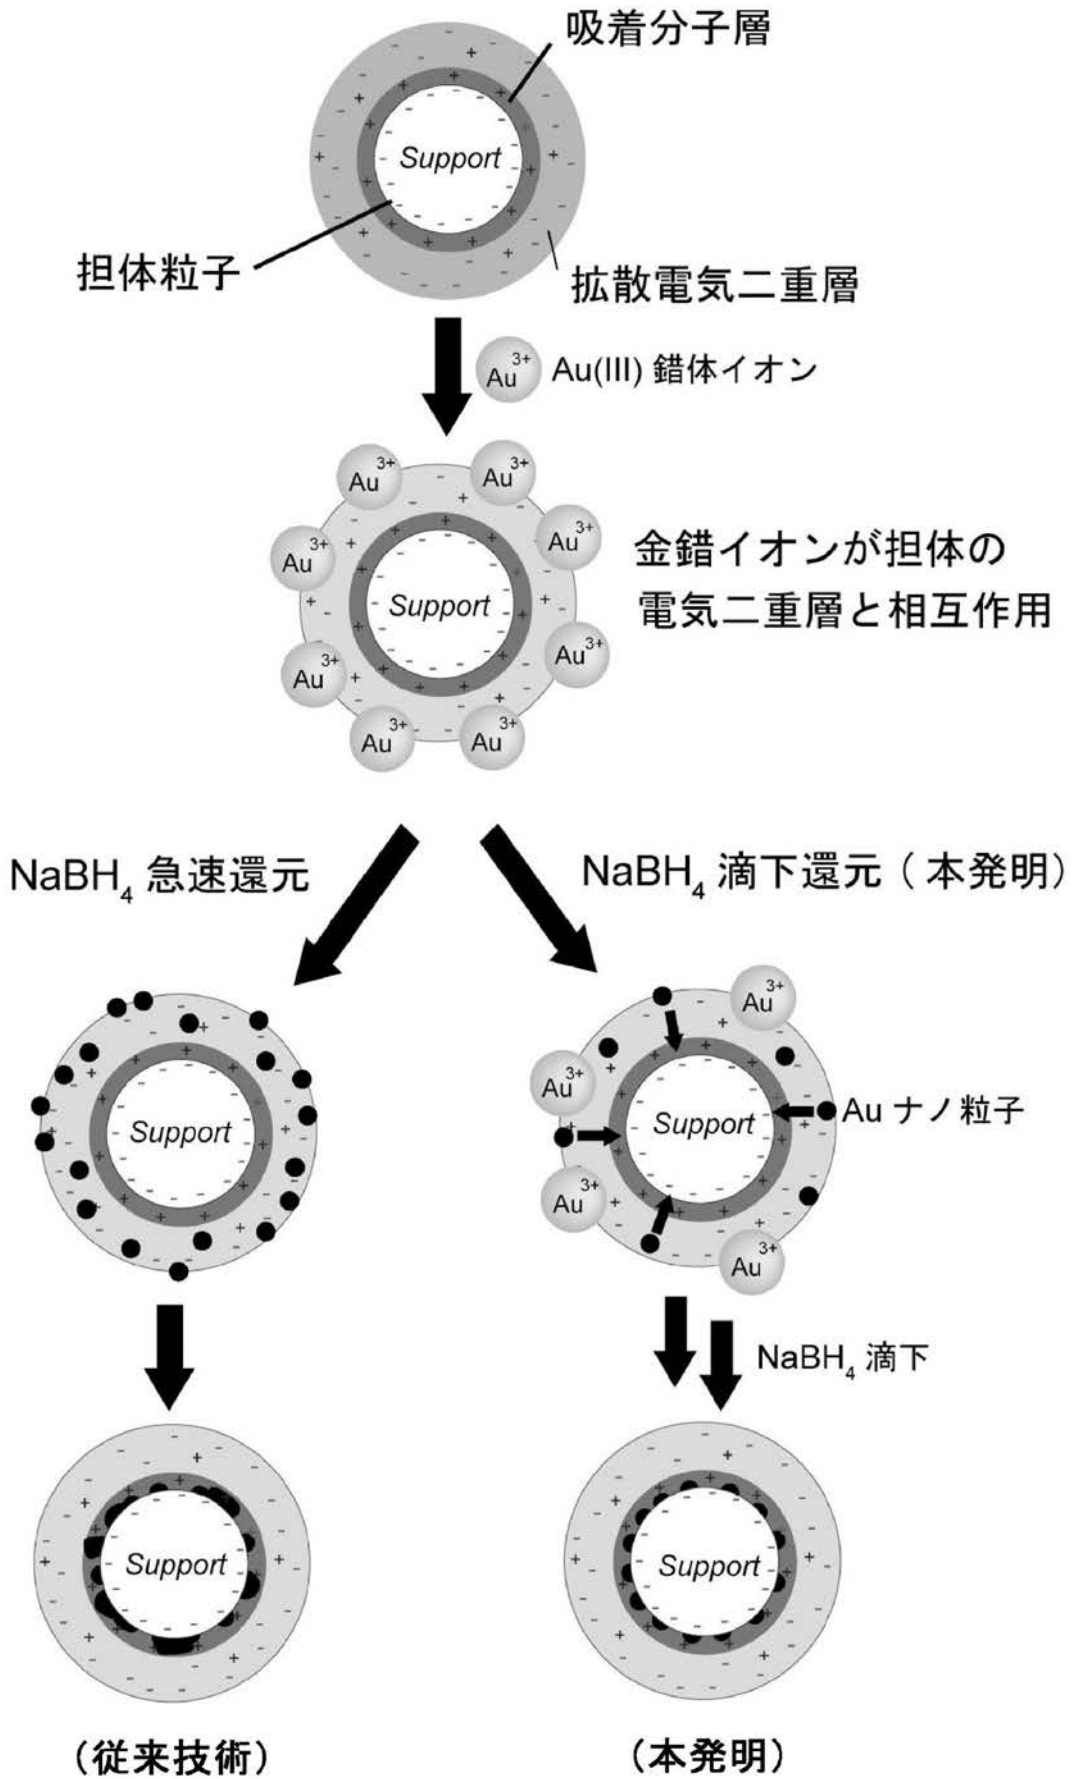 吸着分子層
Support
担体粒子
拡散電気二重層
Au3+ Au(III) 錯体イオン
Au3+ Au3+
Au3+ Au3+
金錯イオンが担体の
Support
電気二重層と相互作用
Au3+ Au3+
Au3+ Au3+
NaBH4 急速還元
NaBH4 滴下還元 ( 本発明)
Au3+
Au3+
Support
Support
Au ナノ粒子
Au3+
Au3+
NaBH4 滴下
Support
Support
(従来技術)
(本発明)